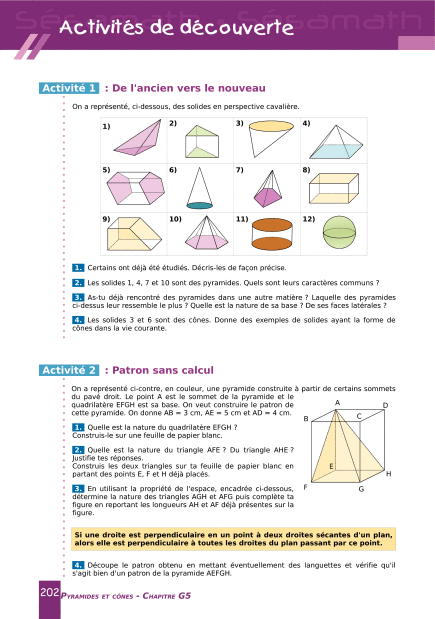 Sésamath Sésamath
Activités de découverte
Activité 1 : De l'ancien vers le nouveau
On a représenté, ci-dessous, des solides en perspective cavalière.
1) 2) 3) 4)
5) 6) 7) 8)
9) 10) 11) 12)
1. Certains ont déjà été étudiés. Décris-les de façon précise.
2. Les solides 1, 4, 7 et 10 sont des pyramides. Quels sont leurs caractères communs ?
3. As-tu déjà rencontré des pyramides dans une autre matière ? Laquelle des pyramides
ci-dessus leur ressemble le plus ? Quelle est la nature de sa base ? De ses faces latérales ?
4. Les solides 3 et 6 sont des cônes. Donne des exemples de solides ayant la forme de
cônes dans la vie courante.
Activité 2 : Patron sans calcul
On a représenté ci-contre, en couleur, une pyramide construite à partir de certains sommets
du pavé droit. Le point A est le sommet de la pyramide et le
quadrilatère EFGH est sa base. On veut construire le patron de
cette pyramide. On donne AB = 3 cm, AE = 5 cm et AD = 4 cm.
1. Quelle est la nature du quadrilatère EFGH ?
Construis-le sur une feuille de papier blanc.
2. Quelle est la nature du triangle AFE ? Du triangle AHE ?
Justifie tes réponses.
Construis les deux triangles sur ta feuille de papier blanc en
partant des points E, F et H déjà placés.
3. En utilisant la propriété de l'espace, encadrée ci-dessous,
détermine la nature des triangles AGH et AFG puis complète ta
figure en reportant les longueurs AH et AF déjà présentes sur la
figure.
A
D
B
C
E
H
F
G
Si une droite est perpendiculaire en un point à deux droites sécantes d'un plan,
alors elle est perpendiculaire à toutes les droites du plan passant par ce point.
4. Découpe le patron obtenu en mettant éventuellement des languettes et vérifie qu'il
s'agit bien d'un patron de la pyramide AEFGH.
202 PYRAMIDES ET CÔNES - CHAPITRE G5